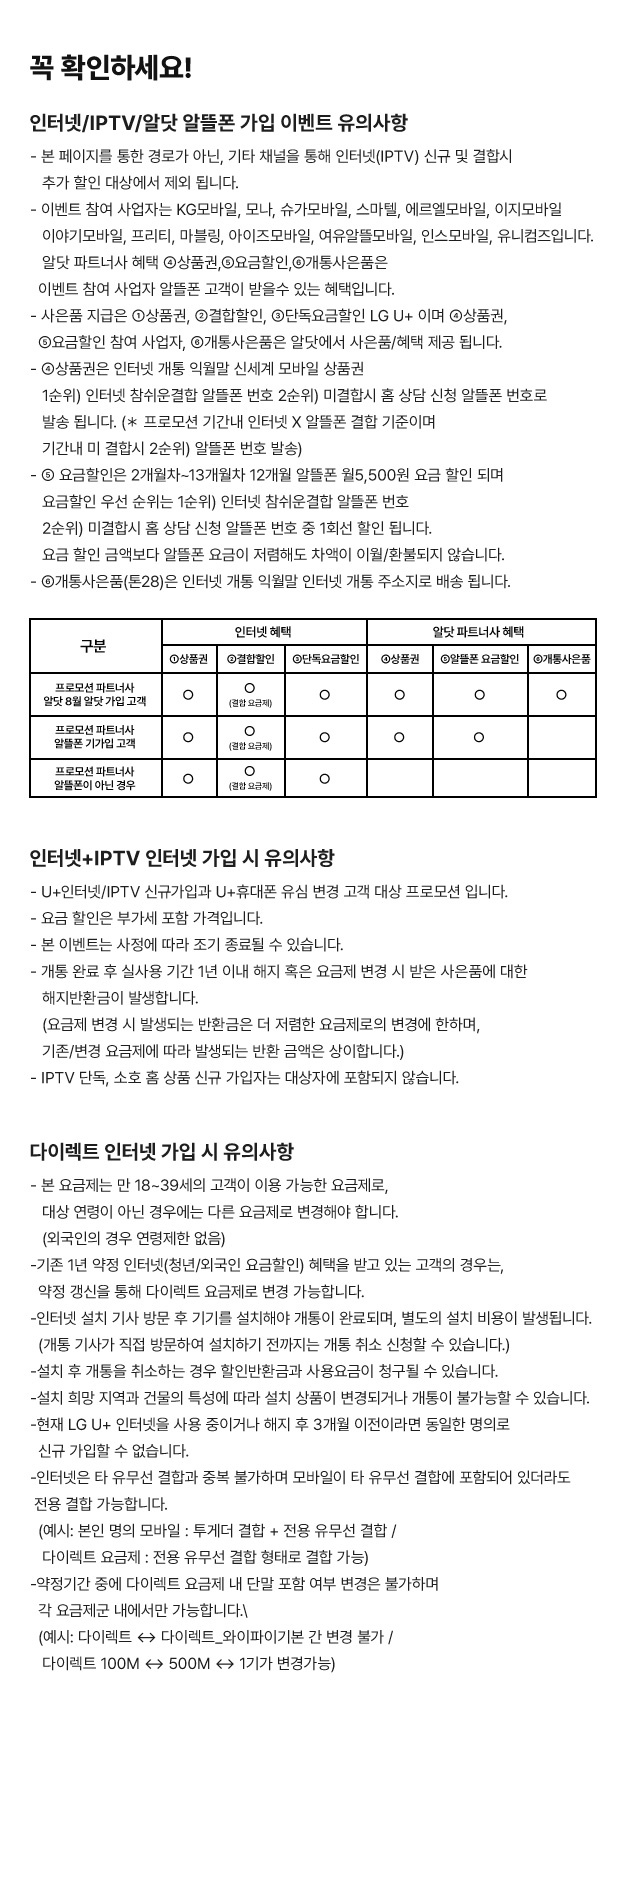 꼭 확인하세요!
인터넷/IPTV/알닷 알뜰폰 가입 이벤트 유의사항
- 본 페이지를 통한 경로가 아닌, 기타 채널을 통해 인터넷(IPTV) 신규 및 결합시
추가 할인 대상에서 제외 됩니다.
- 이벤트 참여 사업자는 KG모바일, 모나, 슈가모바일, 스마텔, 에르엘모바일, 이지모바일
이야기모바일, 프리티, 마블링, 아이즈모바일, 여유알뜰모바일, 인스모바일, 유니컴즈입니다.
알닷 파트너사 혜택 ④상품권,⑤요금할인,⑥개통사은품은
이벤트 참여 사업자 알뜰폰 고객이 받을수 있는 혜택입니다.
- 사은품 지급은 ①상품권, ②결합할인, ③단독요금할인 LG U+ 이며 ④상품권,
⑤요금할인 참여 사업자, ⑥개통사은품은 알닷에서 사은품/혜택 제공 됩니다.
- ④상품권은 인터넷 개통 익월말 신세계 모바일 상품권
1순위) 인터넷 참쉬운결합 알뜰폰 번호 2순위) 미결합시 홈 상담 신청 알뜰폰 번호로
발송 됩니다. (* 프로모션 기간내 인터넷 X 알뜰폰 결합 기준이며
기간내 미 결합시 2순위) 알뜰폰 번호 발송)
- ⑤ 요금할인은 2개월차~13개월차 12개월 알뜰폰 월5,500원 요금 할인 되며
요금할인 우선 순위는 1순위) 인터넷 참쉬운결합 알뜰폰 번호
2순위) 미결합시 홈 상담 신청 알뜰폰 번호 중 1회선 할인 됩니다.
요금 할인 금액보다 알뜰폰 요금이 저렴해도 차액이 이월/환불되지 않습니다.
- ⑥개통사은품(톤28)은 인터넷 개통 익월말 인터넷 개통 주소지로 배송 됩니다.
구분 인터넷 혜택 알닷 파트너사 혜택
①상품권 ②결합할인 ③단독요금할인 ④상품권 ⑤알뜰폰 요금할인 ⑥개통사은품
프로모션 파트너사
알닷 8월 알닷 가입 고객 O O O O O O
(결합 요금제)
프로모션 파트너사
알뜰폰 기가입 고객 O O O O O
(결합 요금제)
프로모션 파트너사
알뜰폰이 아닌 경우 O O O
(결합 요금제)
인터넷+IPTV 인터넷 가입 시 유의사항
- U+인터넷/IPTV 신규가입과 U+휴대폰 유심 변경 고객 대상 프로모션 입니다.
- 요금 할인은 부가세 포함 가격입니다.
- 본 이벤트는 사정에 따라 조기 종료될 수 있습니다.
- 개통 완료 후 실사용 기간 1년 이내 해지 혹은 요금제 변경 시 받은 사은품에 대한
해지반환금이 발생합니다.
(요금제 변경 시 발생되는 반환금은 더 저렴한 요금제로의 변경에 한하며,
기존/변경 요금제에 따라 발생되는 반환 금액은 상이합니다.)
- IPTV 단독, 소호 홈 상품 신규 가입자는 대상자에 포함되지 않습니다.
다이렉트 인터넷 가입 시 유의사항
- 본 요금제는 만 18~39세의 고객이 이용 가능한 요금제로,
대상 연령이 아닌 경우에는 다른 요금제로 변경해야 합니다.
(외국인의 경우 연령제한 없음)
-기존 1년 약정 인터넷(청년/외국인 요금할인) 혜택을 받고 있는 고객의 경우는,
약정 갱신을 통해 다이렉트 요금제로 변경 가능합니다.
-인터넷 설치 기사 방문 후 기기를 설치해야 개통이 완료되며, 별도의 설치 비용이 발생됩니다.
(개통 기사가 직접 방문하여 설치하기 전까지는 개통 취소 신청할 수 있습니다.)
-설치 후 개통을 취소하는 경우 할인반환금과 사용요금이 청구될 수 있습니다.
-설치 희망 지역과 건물의 특성에 따라 설치 상품이 변경되거나 개통이 불가능할 수 있습니다.
-현재 LG U+ 인터넷을 사용 중이거나 해지 후 3개월 이전이라면 동일한 명의로
신규 가입할 수 없습니다.
-인터넷은 타 유무선 결합과 중복 불가하며 모바일이 타 유무선 결합에 포함되어 있더라도
전용 결합 가능합니다.
(예시: 본인 명의 모바일 : 투게더 결합 + 전용 유무선 결합 /
다이렉트 요금제 : 전용 유무선 결합 형태로 결합 가능)
-약정기간 중에 다이렉트 요금제 내 단말 포함 여부 변경은 불가하며
각 요금제군 내에서만 가능합니다.\
(예시: 다이렉트 ↔ 다이렉트_와이파이기본 간 변경 불가 /
다이렉트 100M ↔ 500M ↔ 1기가 변경가능)